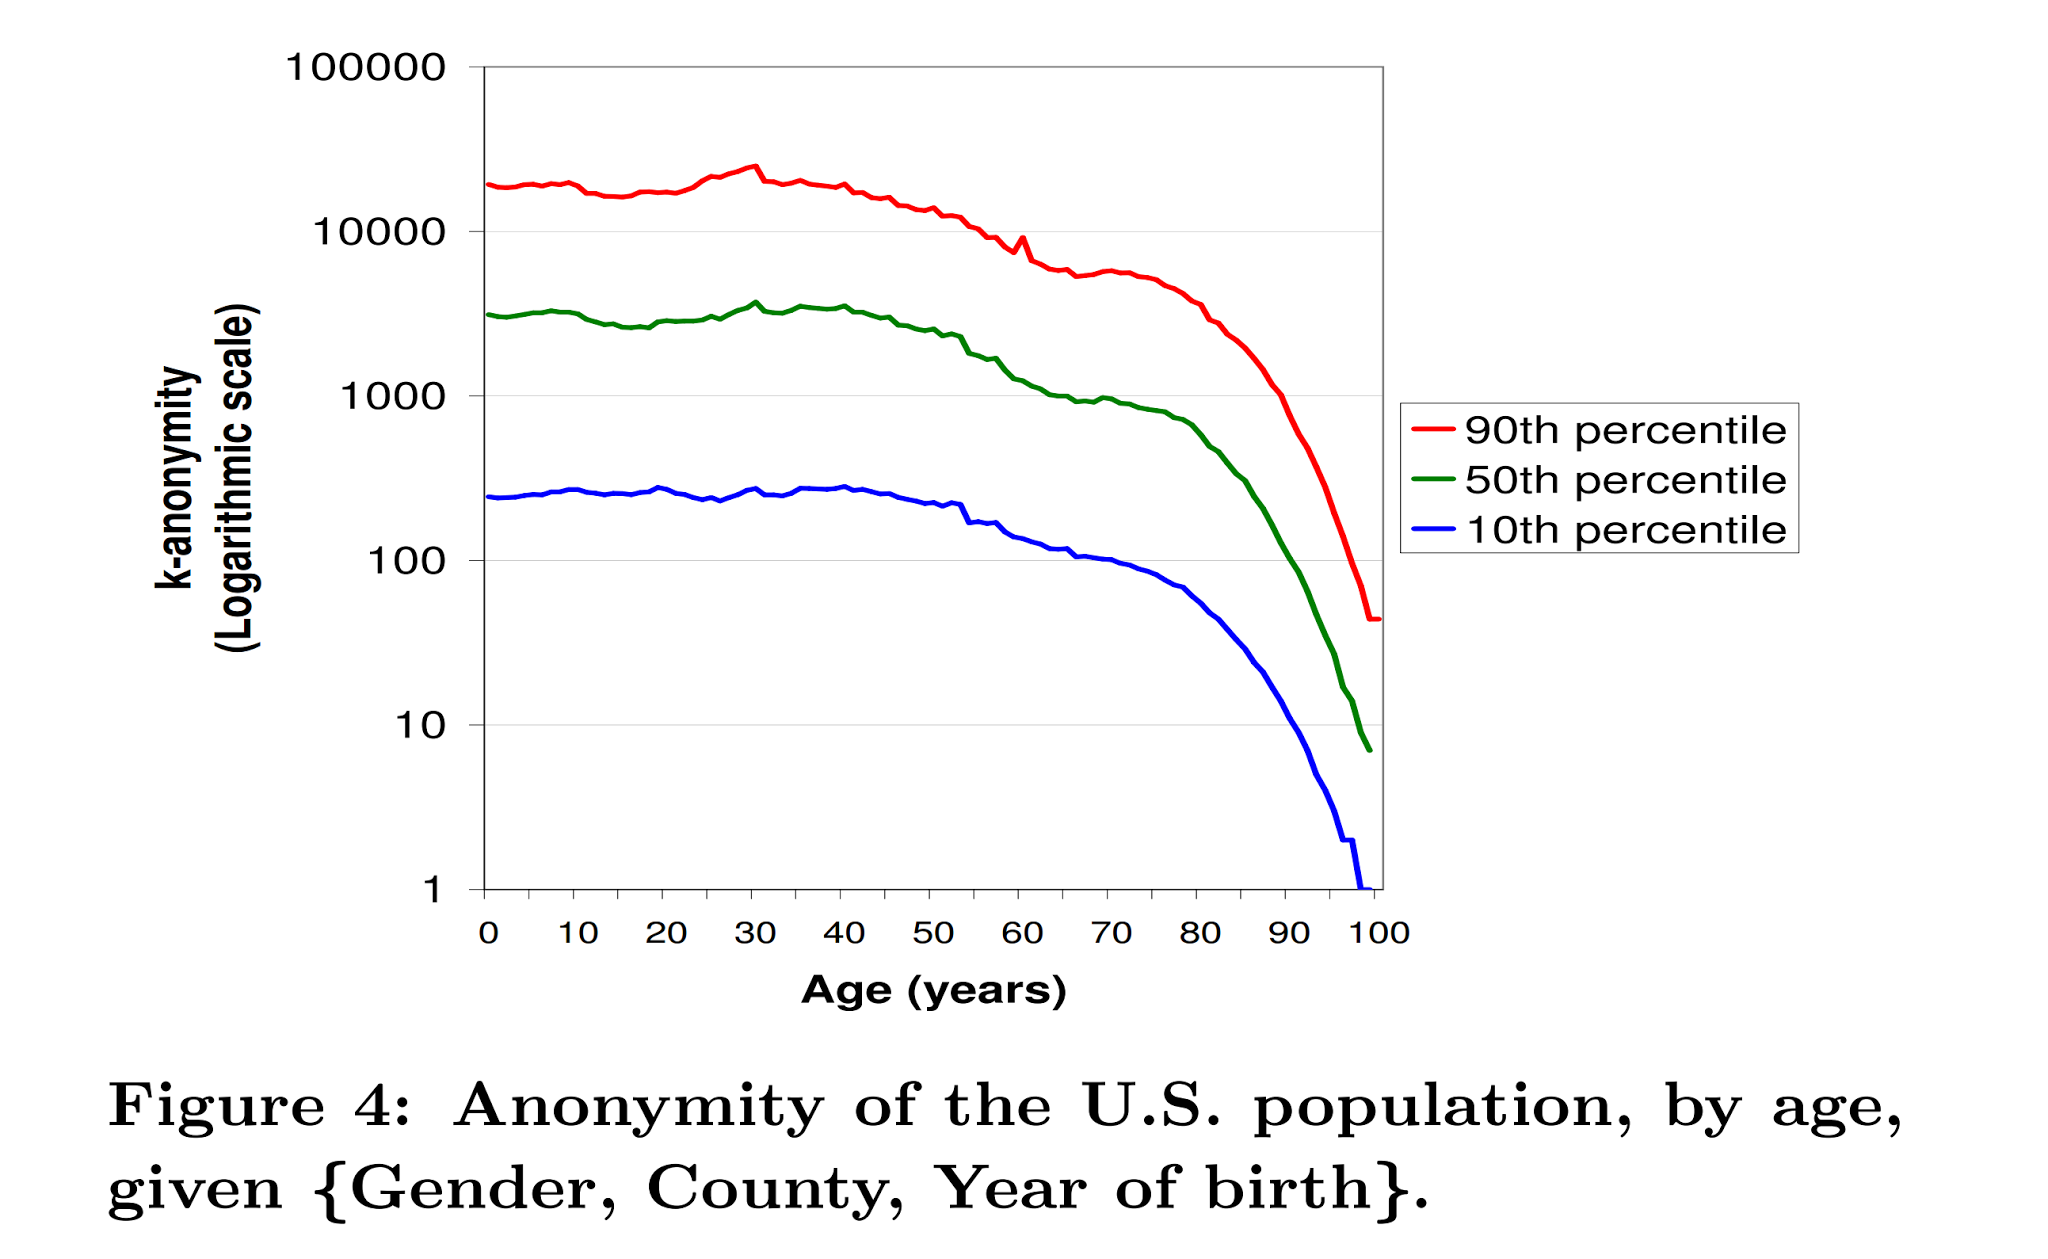 100000
10000
1000
100
10
1
k-anonymity
(Logarithmic scale)
0 10 20 30 40 50 60 70 80 90 100
Age (years)
90th percentile
50th percentile
10th percentile
Figure 4: Anonymity of the U.S. population, by age,
given {Gender, County, Year of birth}.